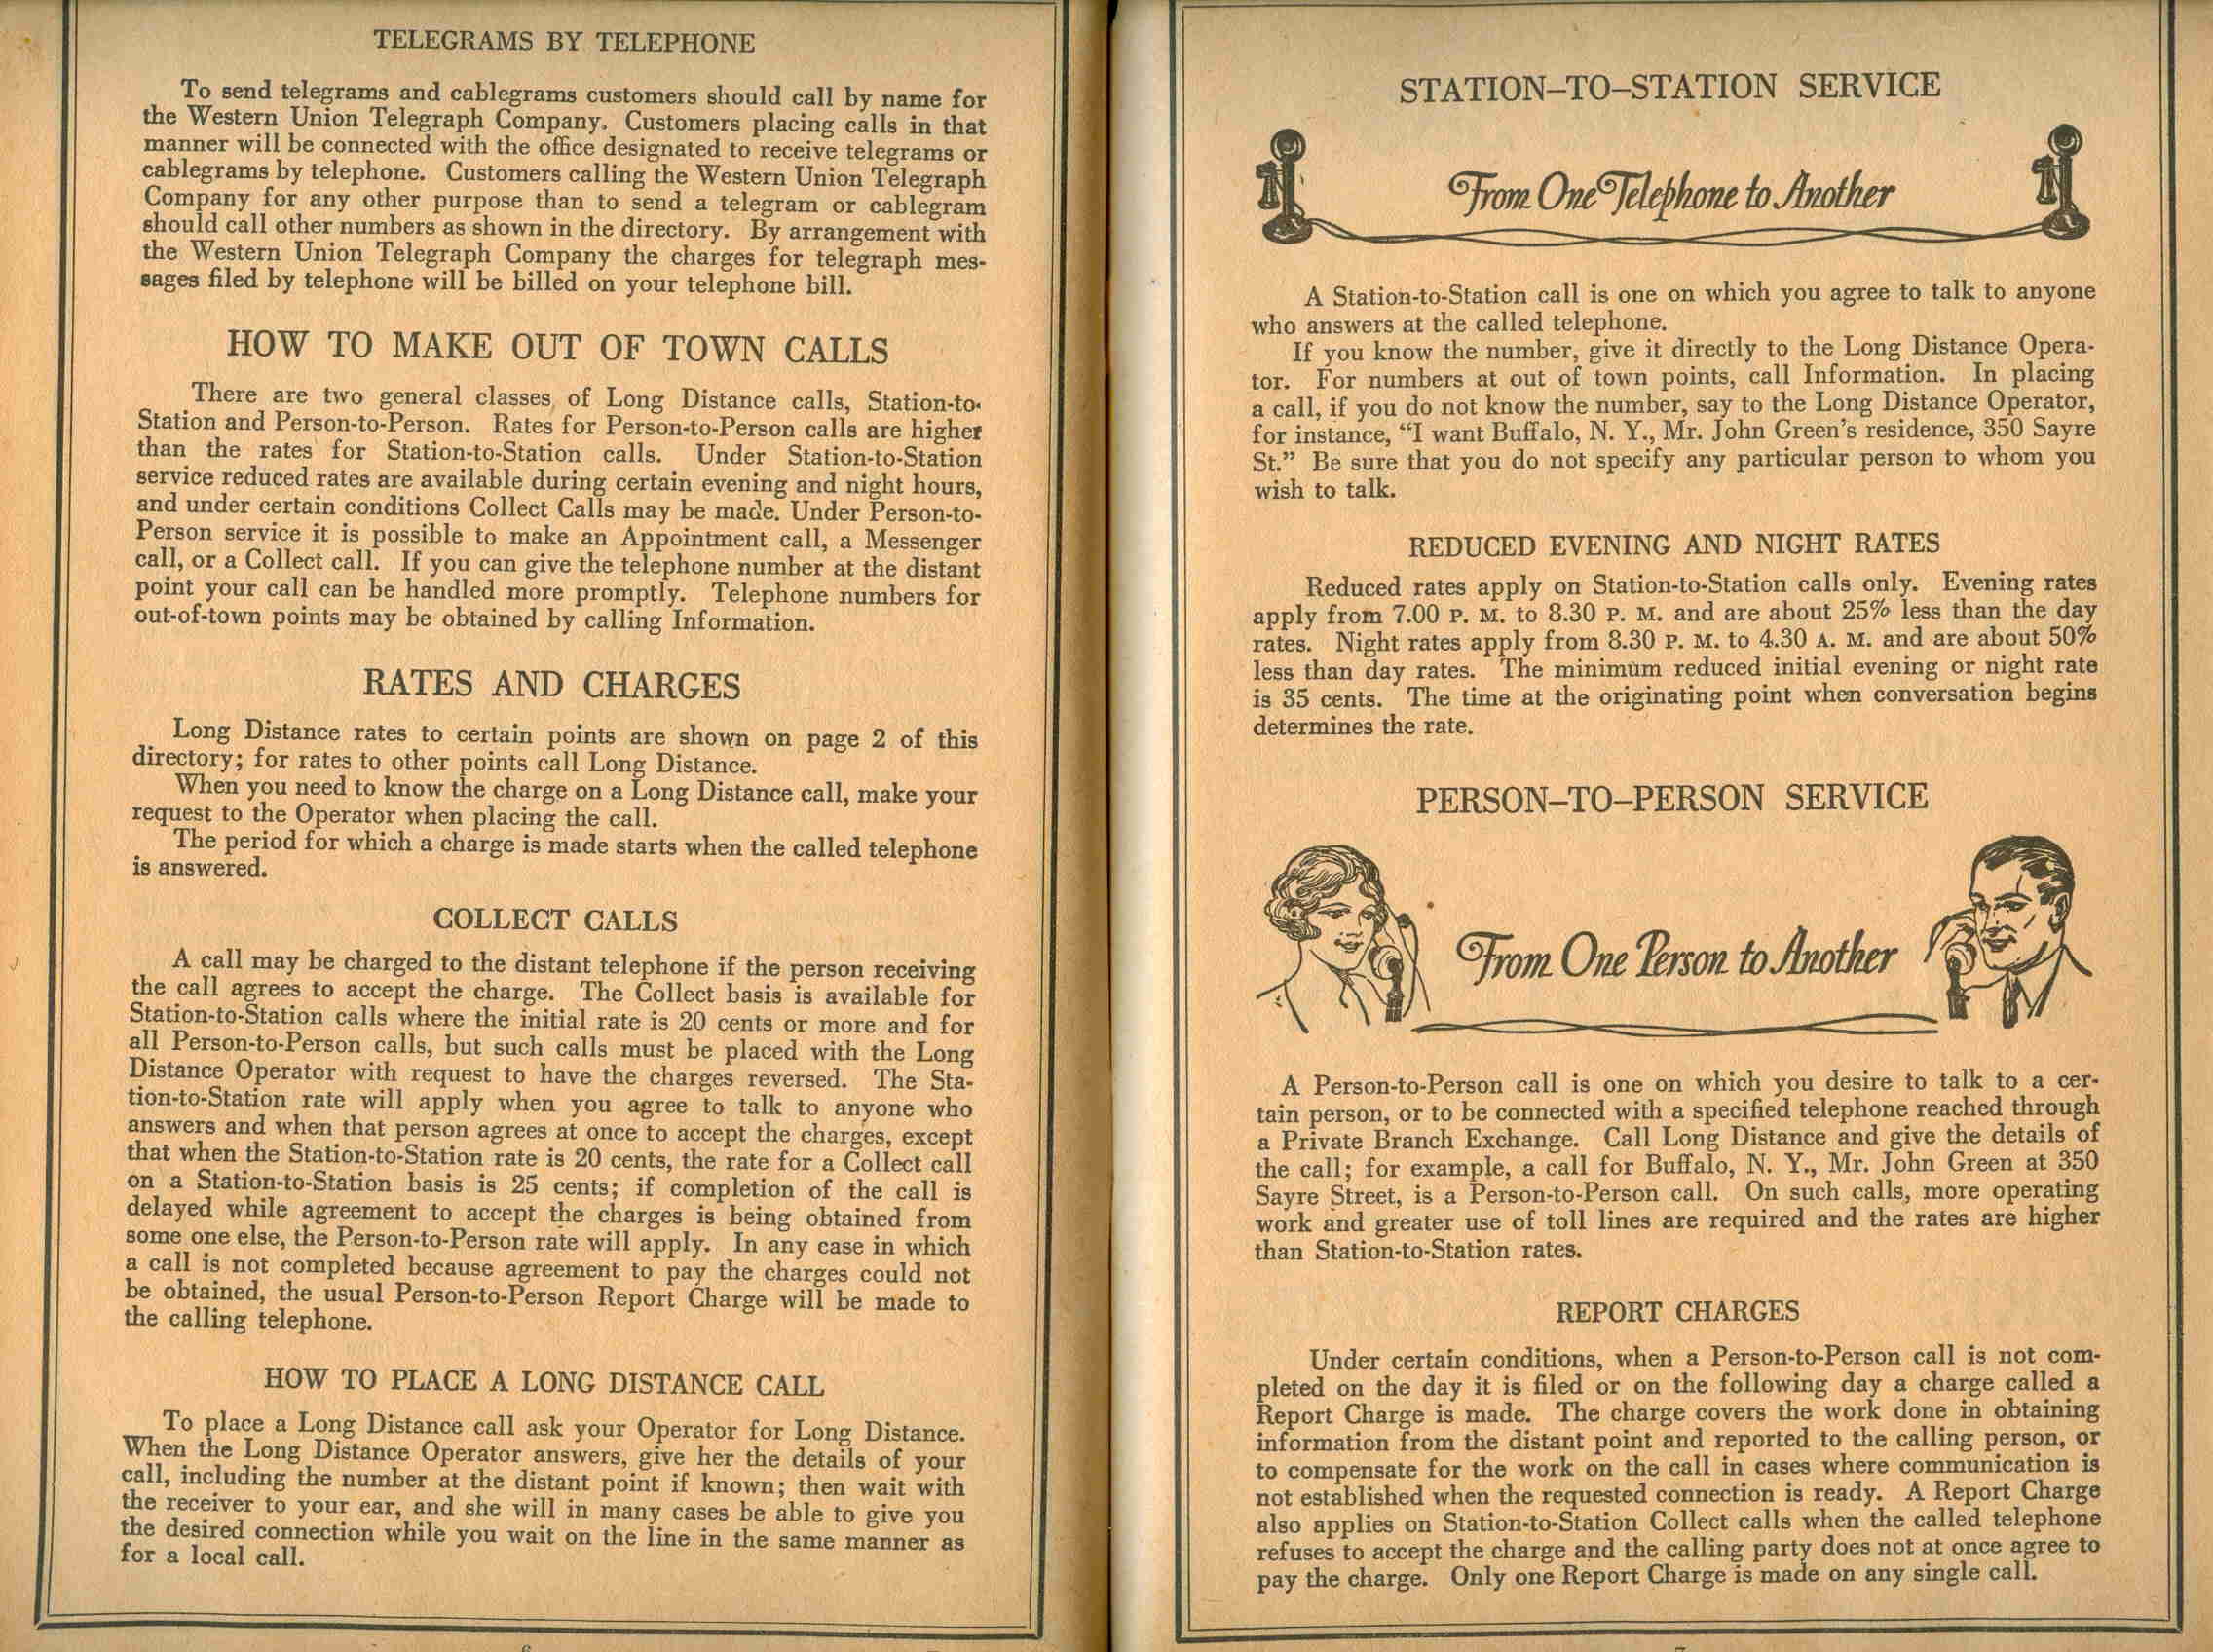 TELEGRAMS BY TELEPHONE
To send telegrams and cablegrams customers should call by name for
the Western Union Telegraph Company. Customers placing calls in that
manner will be connected with the office designated to receive telegrams or
cablegrams by telephone. Customers calling the Western Union Telegraph
Company for any other purpose than to send a telegram or cablegram
should call other numbers as shown in the directory. By arrangement with
the Western Union Telegraph Company the charges for telegraph mes-
sages filed by telephone will be billed on your telephone bill.
HOW TO MAKE OUT OF TOWN CALLS
There are two general classes of Long Distance calls, Station-to-
Station and Person-to-Person. Rates for Person-to-Person calls are higher
than the rates for Station-to-Station calls. Under Station-to-Station
service reduced rates are available during certain evening and night hours,
and under certain conditions Collect Calls may be made. Under Person-to-
Person service it is possible to make an Appointment call, a Messenger
call, or a Collect call. If you can give the telephone number at the distant
point your call can be handled more promptly. Telephone numbers for
out-of-town points may be obtained by calling Information.
RATES AND CHARGES
Long Distance rates to certain points are shown on page 2 of this
directory; for rates to other points call Long Distance.
When you need to know the charge on a Long Distance call, make your
request to the Operator when placing the call.
The period for which a charge is made starts when the called telephone
is answered.
COLLECT CALLS
A call may be charged to the distant telephone if the person receiving
the call agrees to accept the charge. The Collect basis is available for
Station-to-Station calls where the initial rate is 20 cents or more and for
all Person-to-Person calls, but such calls must be placed with the Long
Distance Operator with request to have the charges reversed. The Sta-
tion-to-Station rate will apply when you agree to talk to anyone who
answers and when that person agrees at once to accept the charges, except
that when the Station-to-Station rate is 20 cents, the rate for a Collect call
on a Station-to-Station basis is 25 cents; if completion of the call is
delayed while agreement to accept the charges is being obtained from
some one else, the Person-to-Person rate will apply. In any case in which
a call is not completed because agreement to pay the charges could not
be obtained, the usual Person-to-Person Report Charge will be made to
the calling telephone.
HOW TO PLACE A LONG DISTANCE CALL
To place a Long Distance call ask your Operator for Long Distance.
When the Long Distance Operator answers, give her the details of your
call, including the number at the distant point if known; then wait with
the receiver to your ear, and she will in many cases be able to give you
the desired connection while you wait on the line in the same manner as
for a local call.
STATION–TO–STATION SERVICE
From One Telephone to Another
A Station-to-Station call is one on which you agree to talk to anyone
who answers at the called telephone.
If you know the number, give it directly to the Long Distance Opera-
tor. For numbers at out of town points, call Information. In placing
a call, if you do not know the number, say to the Long Distance Operator,
for instance, “I want Buffalo, N. Y., Mr. John Green’s residence, 350 Sayre
St.” Be sure that you do not specify any particular person to whom you
wish to talk.
REDUCED EVENING AND NIGHT RATES
Reduced rates apply on Station-to-Station calls only. Evening rates
apply from 7.00 P. M. to 8.30 P. M. and are about 25% less than the day
rates. Night rates apply from 8.30 P. M. to 4.30 A. M. and are about 50%
less than day rates. The minimum reduced initial evening or night rate
is 35 cents. The time at the originating point when conversation begins
determines the rate.
PERSON–TO–PERSON SERVICE
From One Person to Another
A Person-to-Person call is one on which you desire to talk to a cer-
tain person, or to be connected with a specified telephone reached through
a Private Branch Exchange. Call Long Distance and give the details of
the call; for example, a call for Buffalo, N. Y., Mr. John Green at 350
Sayre Street, is a Person-to-Person call. On such calls, more operating
work and greater use of toll lines are required and the rates are higher
than Station-to-Station rates.
REPORT CHARGES
Under certain conditions, when a Person-to-Person call is not com-
pleted on the day it is filed or on the following day a charge called a
Report Charge is made. The charge covers the work done in obtaining
information from the distant point and reported to the calling person, or
to compensate for the work on the call in cases where communication is
not established when the requested connection is ready. A Report Charge
also applies on Station-to-Station Collect calls when the called telephone
refuses to accept the charge and the calling party does not at once agree to
pay the charge. Only one Report Charge is made on any single call.